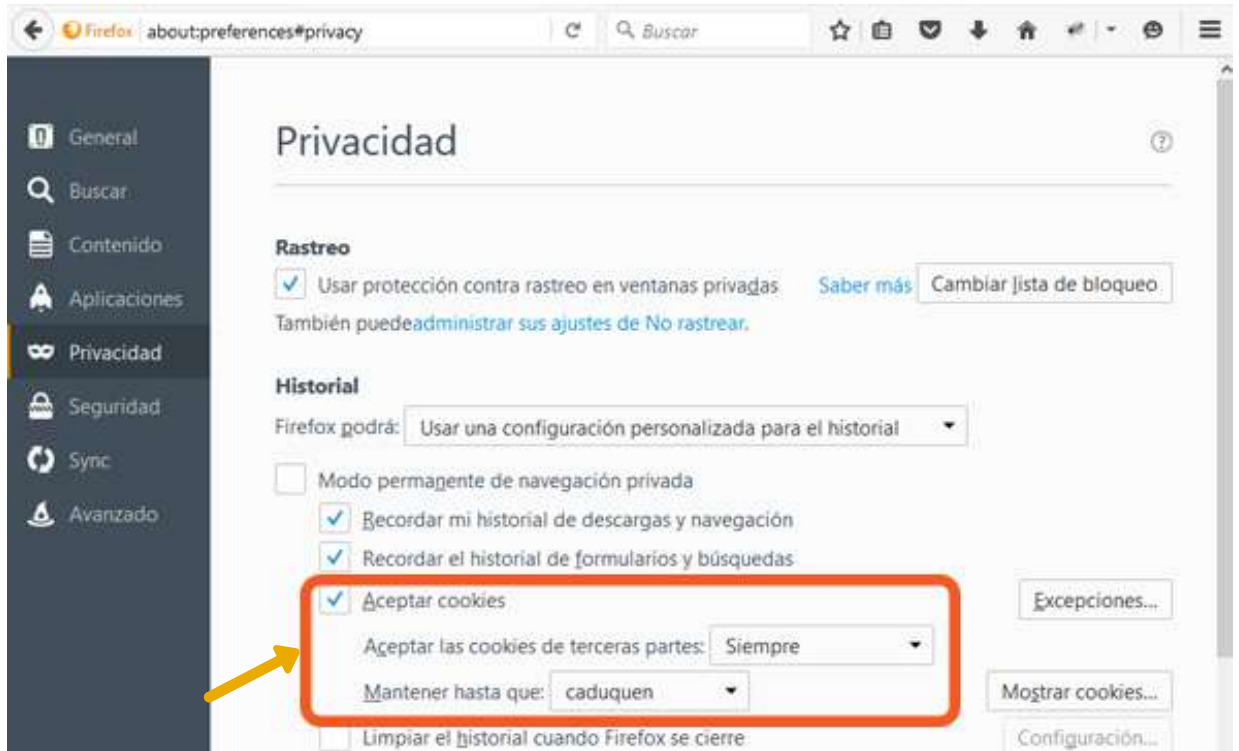 Firefox about:preferences#privacy Buscar
General
Buscar
Contenido
Aplicaciones
Privacidad
Seguridad
Sync
Avanzado
Privacidad
Rastreo
Usar protección contra rastreo en ventanas privadas Saber más Cambiar lista de bloqueo
También puedeadministrar sus ajustes de No rastrear.
Historial
Firefox podrá: Usar una configuración personalizada para el historial
Modo permanente de navegación privada
Recordar mi historial de descargas y navegación
Recordar el historial de formularios y búsquedas
Aceptar cookies Excepciones...
Aceptar las cookies de terceras partes: Siempre
Mantener hasta que: caduquen Mostrar cookies...
Limpiar el historial cuando Firefox se cierre Configuración...